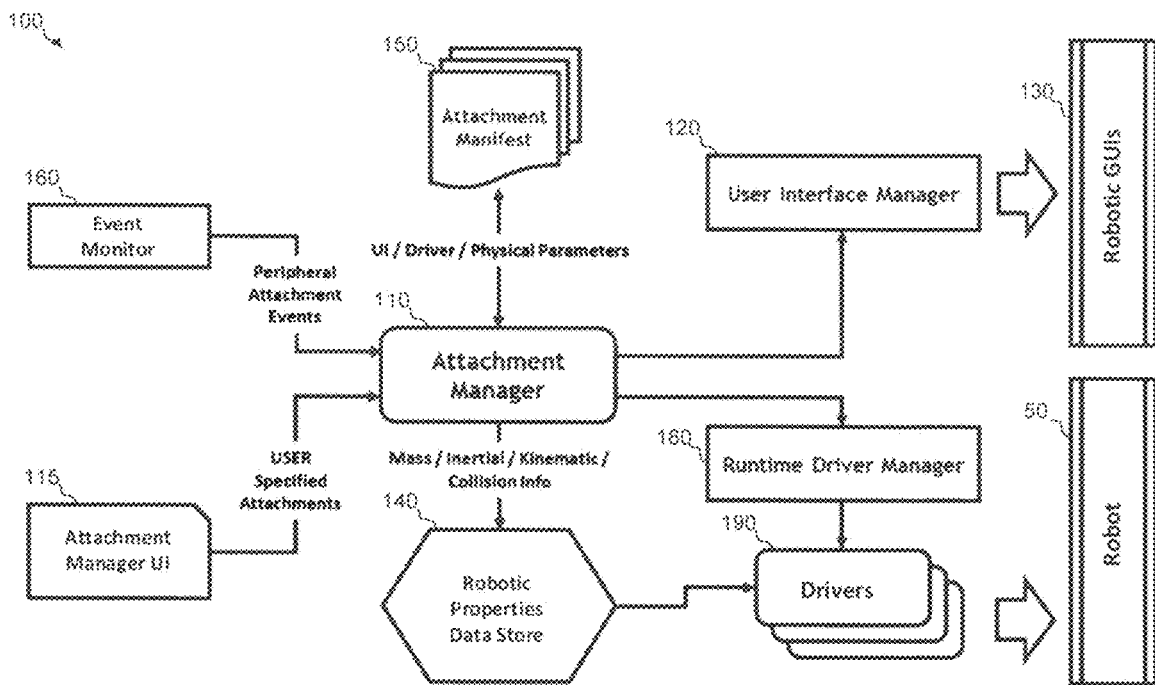 100
150
Attachment
Manifest
130
Robotic GUIs
120
User Interface Manager
160
Event
Monitor
UI / Driver / Physical Parameters
Peripheral
Attachment
Events
110
Attachment
Manager
50
Robot
160
Runtime Driver Manager
USER
Specified
Attachments
Mass / Inertial / Kinematic /
Collision Info
115
Attachment
Manager UI
140
Robotic
Properties
Data Store
190
Drivers